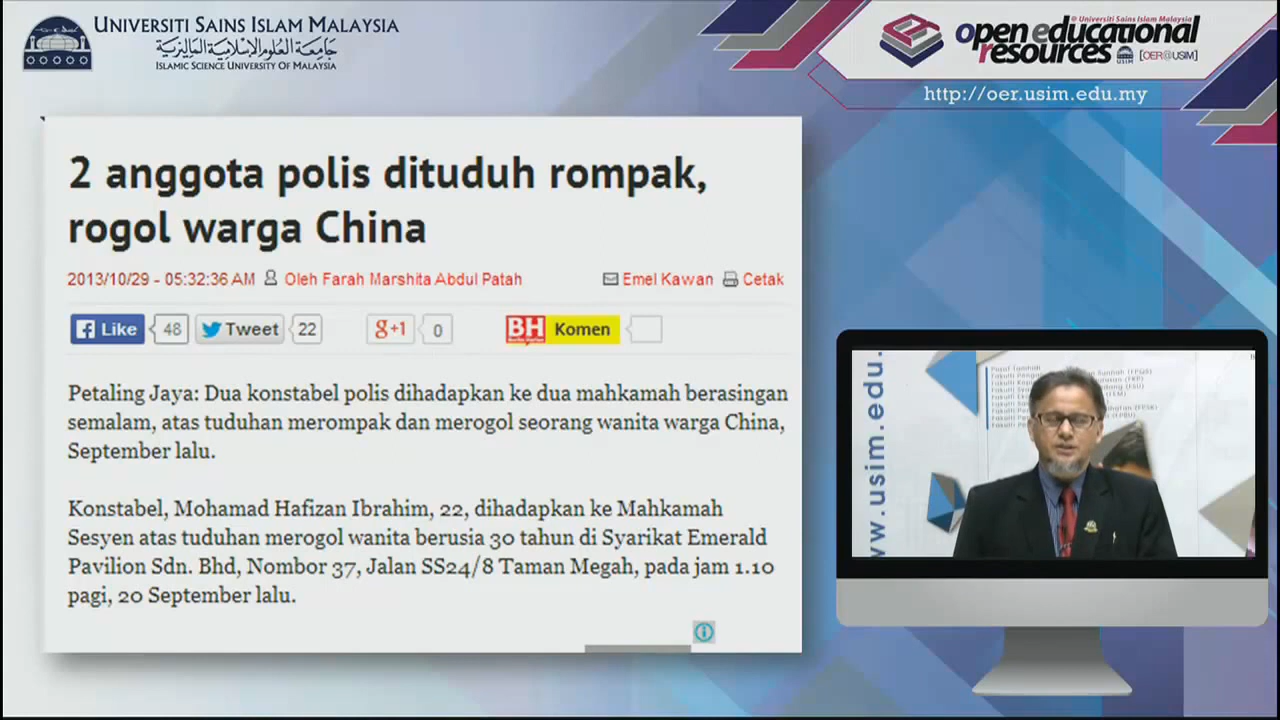 UNIVERSITI SAINS ISLAM MALAYSIA
جامعة العلوم الإسلامية الماليزية
ISLAMIC SCIENCE UNIVERSITY OF MALAYSIA
@ Universiti Sains Islam Malaysia
open educational
resources
USIM
[OER@USIM]
http://oer.usim.edu.my
2 anggota polis dituduh rompak,
rogol warga China
2013/10/29 - 05:32:36 AM Oleh Farah Marshita Abdul Patah Emel Kawan Cetak
Like 48 Tweet 22 g+1 0 BH Komen
Petaling Jaya: Dua konstabel polis dihadapkan ke dua mahkamah berasingan
semalam, atas tuduhan merompak dan merogol seorang wanita warga China,
September lalu.
Konstabel, Mohamad Hafizan Ibrahim, 22, dihadapkan ke Mahkamah
Sesyen atas tuduhan merogol wanita berusia 30 tahun di Syarikat Emerald
Pavilion Sdn. Bhd, Nombor 37, Jalan SS24/8 Taman Megah, pada jam 1.10
pagi, 20 September lalu.
www.usim.edu.